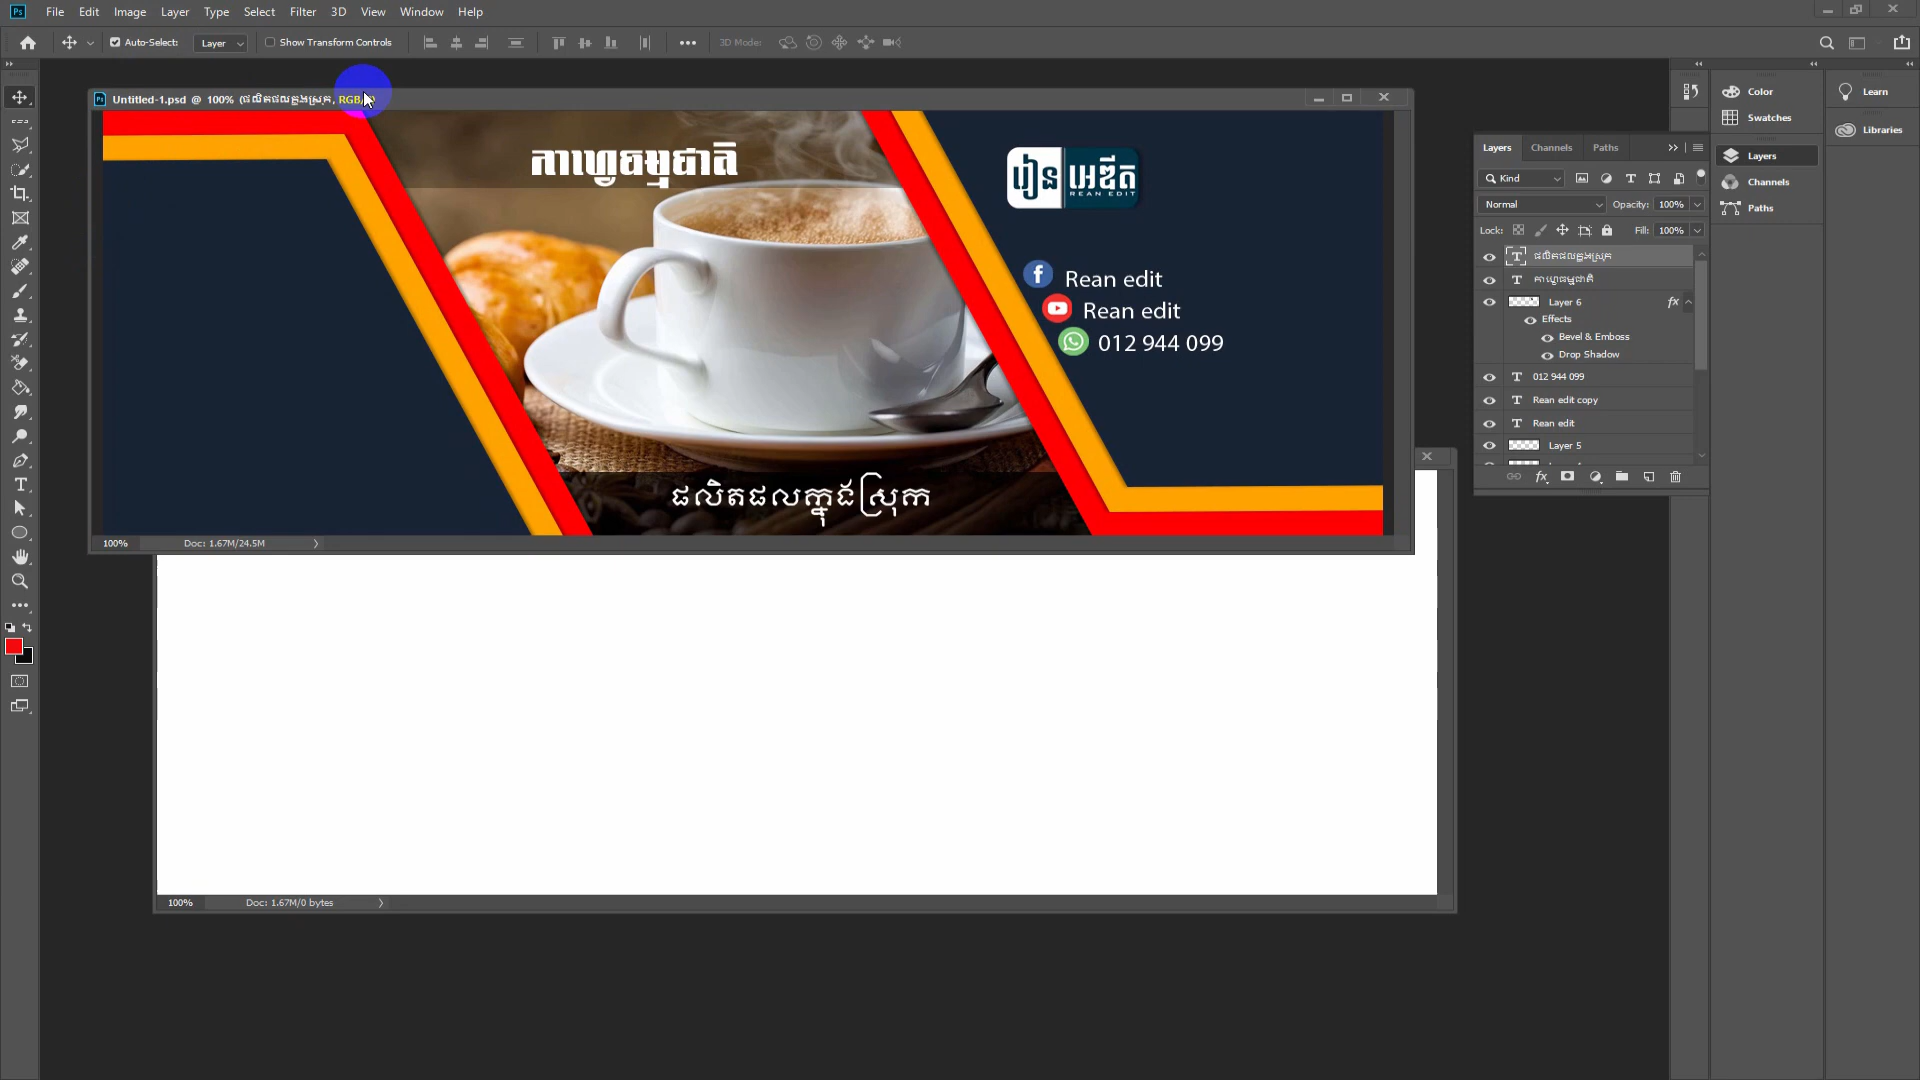 File Edit Image Layer Type Select Filter 3D View Window Help
Auto-Select: Layer Show Transform Controls 3D Mode:
Untitled-1.psd @ 100% (ផលិតផលក្នុងស្រុក, RGB/
កាហ្វេធម្មជាតិ
រៀន អេឌីត
REAN EDIT
Rean edit
Rean edit
012 944 099
ផលិតផលក្នុងស្រុក
100% Doc: 1.67M/24.5M
100% Doc: 1.67M/0 bytes
Layers Channels Paths
Kind
Normal Opacity: 100%
Lock: Fill: 100%
ផលិតផលក្នុងស្រុក
កាហ្វេធម្មជាតិ
Layer 6 fx
Effects
Bevel & Emboss
Drop Shadow
012 944 099
Rean edit copy
Rean edit
Layer 5
Color
Swatches
Layers
Channels
Paths
Learn
Libraries